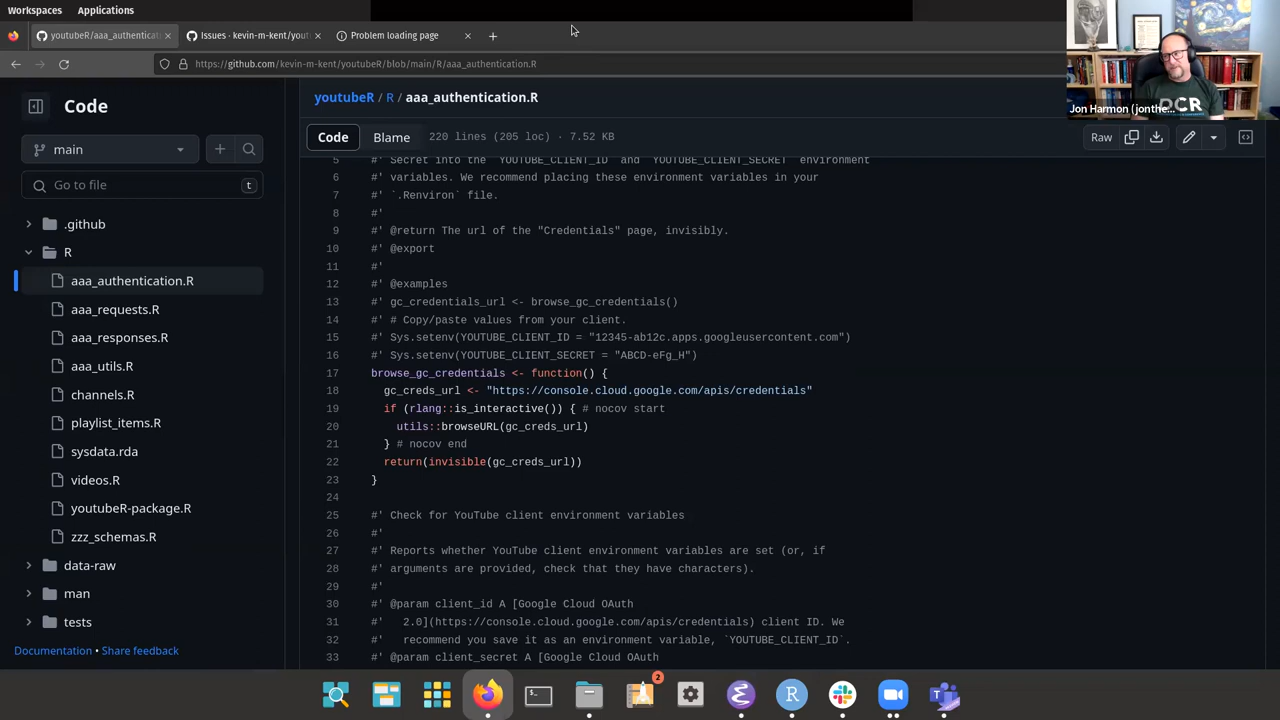 Workspaces Applications
youtubeR/aaa_authenticat
Issues · kevin-m-kent/you
Problem loading page
https://github.com/kevin-m-kent/youtubeR/blob/main/R/aaa_authentication.R
Jon Harmon (jonthe...
Code
main
Go to file
t
.github
R
aaa_authentication.R
aaa_requests.R
aaa_responses.R
aaa_utils.R
channels.R
playlist_items.R
sysdata.rda
videos.R
youtubeR-package.R
zzz_schemas.R
data-raw
man
tests
Documentation • Share feedback
youtubeR / R / aaa_authentication.R
Code Blame 220 lines (205 loc) · 7.52 KB Raw
5 #' Secret into the `YOUTUBE_CLIENT_ID` and `YOUTUBE_CLIENT_SECRET` environment
6 #' variables. We recommend placing these environment variables in your
7 #' `.Renviron` file.
8 #'
9 #' @return The url of the "Credentials" page, invisibly.
10 #' @export
11 #'
12 #' @examples
13 #' gc_credentials_url <- browse_gc_credentials()
14 #' # Copy/paste values from your client.
15 #' Sys.setenv(YOUTUBE_CLIENT_ID = "12345-ab12c.apps.googleusercontent.com")
16 #' Sys.setenv(YOUTUBE_CLIENT_SECRET = "ABCD-eFg_H")
17 browse_gc_credentials <- function() {
18 gc_creds_url <- "https://console.cloud.google.com/apis/credentials"
19 if (rlang::is_interactive()) { # nocov start
20 utils::browseURL(gc_creds_url)
21 } # nocov end
22 return(invisible(gc_creds_url))
23 }
24
25 #' Check for YouTube client environment variables
26 #'
27 #' Reports whether YouTube client environment variables are set (or, if
28 #' arguments are provided, check that they have characters).
29 #'
30 #' @param client_id A [Google Cloud OAuth
31 #' 2.0](https://console.cloud.google.com/apis/credentials) client ID. We
32 #' recommend you save it as an environment variable, `YOUTUBE_CLIENT_ID`.
33 #' @param client_secret A [Google Cloud OAuth
2